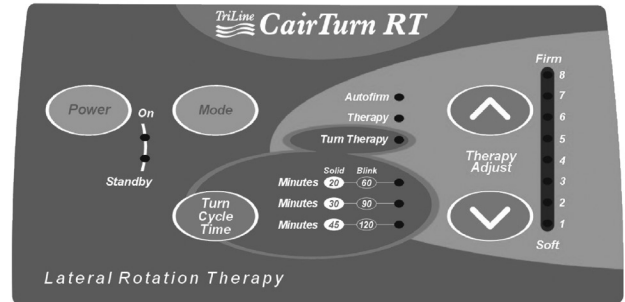 TriLine
CairTurn RT
Power
On
Standby
Mode
Turn
Cycle
Time
Autofirm
Therapy
Turn Therapy
Solid Blink
Minutes 20 60
Minutes 30 90
Minutes 45 120
Therapy
Adjust
Firm
8
7
6
5
4
3
2
1
Soft
Lateral Rotation Therapy